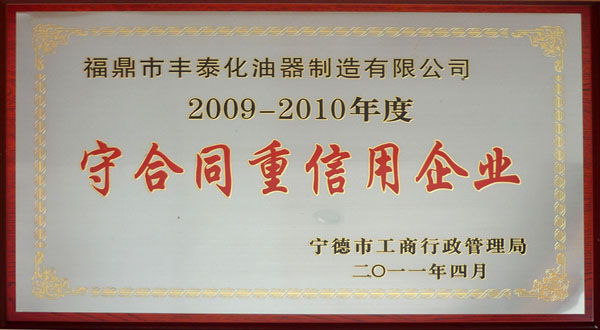 福鼎市丰泰化油器制造有限公司
2009-2010年度
守合同重信用企业
宁德市工商行政管理局
二〇一一年四月